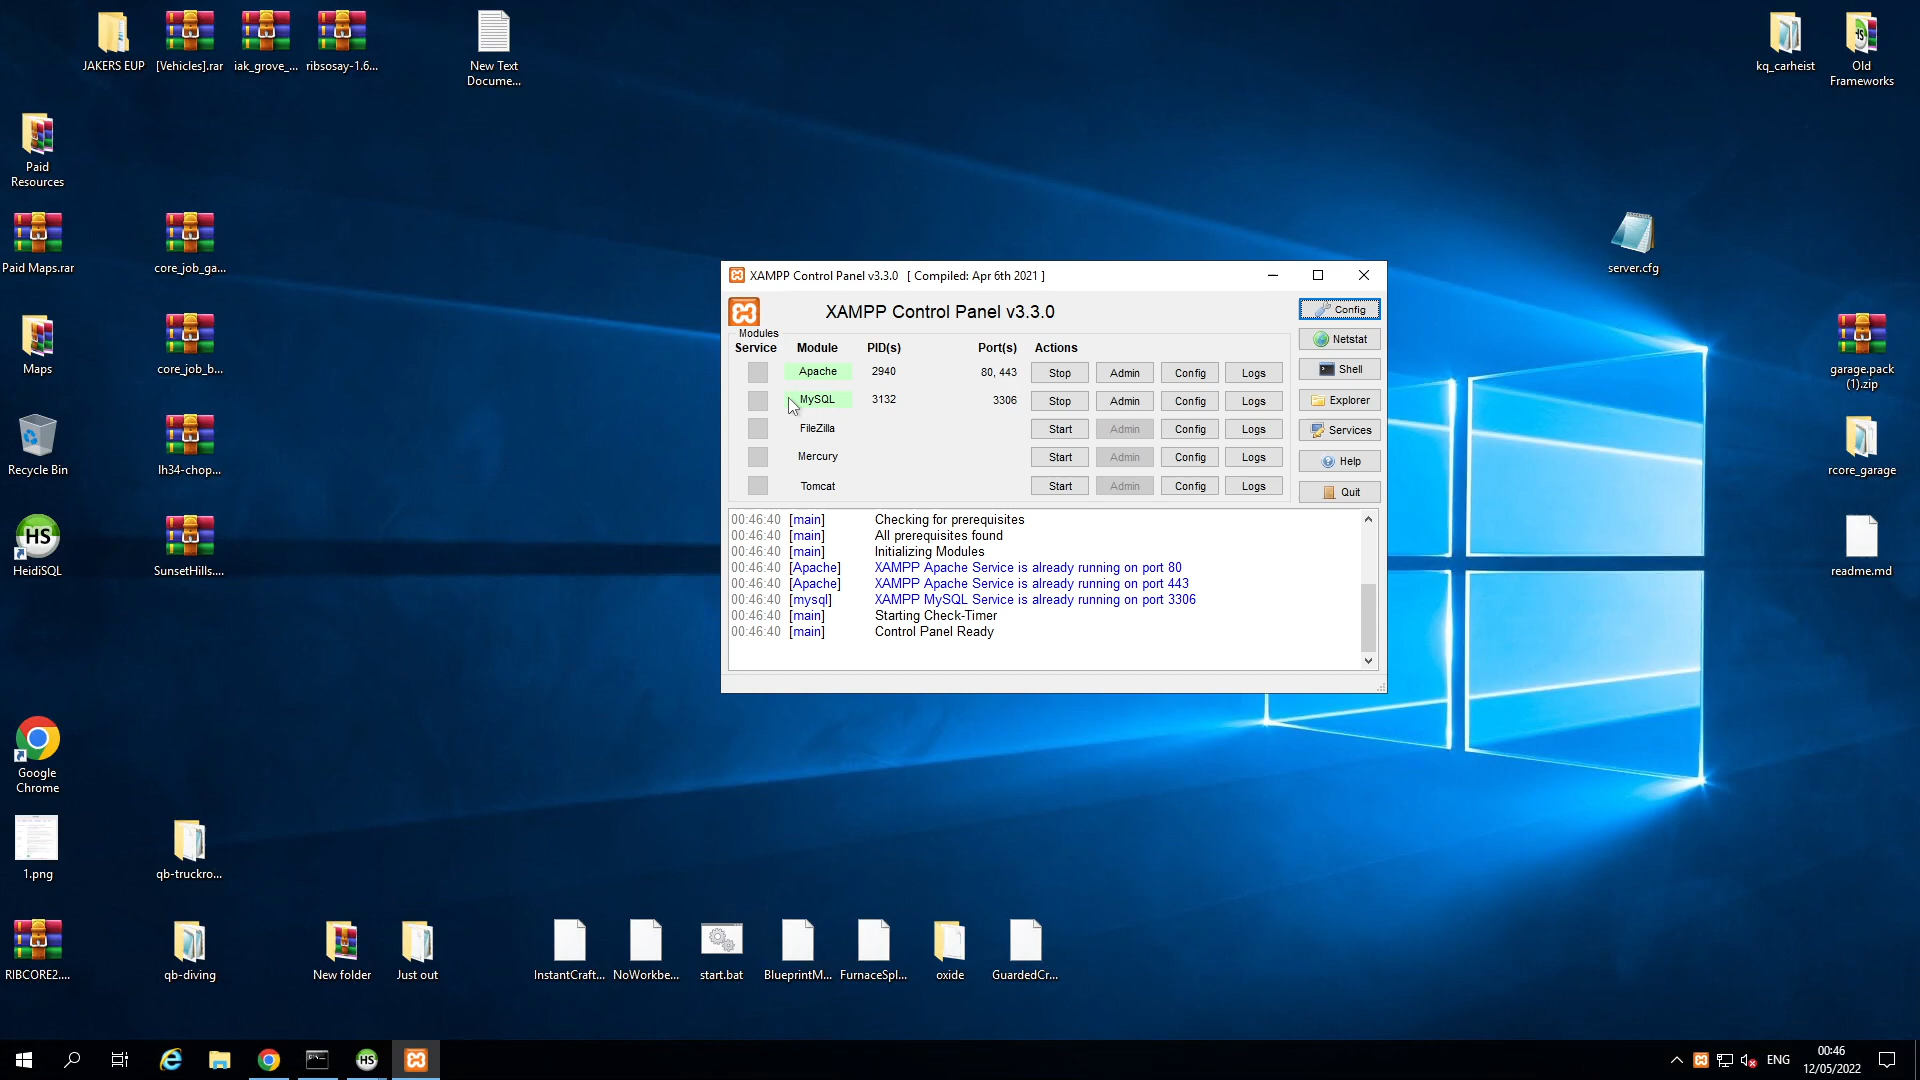 JAKERS EUP
[Vehicles].rar
iak_grove_...
ribsosay-1.6...
New Text
Docume...
kq_carheist
Old
Frameworks
Paid
Resources
Paid Maps.rar
core_job_ga...
server.cfg
Maps
core_job_b...
garage.pack
(1).zip
Recycle Bin
lh34-chop...
rcore_garage
HS
HeidiSQL
SunsetHills....
readme.md
XAMPP Control Panel v3.3.0 [ Compiled: Apr 6th 2021 ]
XAMPP Control Panel v3.3.0
Config
Modules
Service Module PID(s) Port(s) Actions
Netstat
Apache 2940 80, 443 Stop Admin Config Logs
Shell
MySQL 3132 3306 Stop Admin Config Logs
Explorer
FileZilla Start Admin Config Logs
Services
Mercury Start Admin Config Logs
Help
Tomcat Start Admin Config Logs
Quit
00:46:40 [main] Checking for prerequisites
00:46:40 [main] All prerequisites found
00:46:40 [main] Initializing Modules
00:46:40 [Apache] XAMPP Apache Service is already running on port 80
00:46:40 [Apache] XAMPP Apache Service is already running on port 443
00:46:40 [mysql] XAMPP MySQL Service is already running on port 3306
00:46:40 [main] Starting Check-Timer
00:46:40 [main] Control Panel Ready
Google
Chrome
1.png
qb-truckro...
RIBCORE2....
qb-diving
New folder
Just out
InstantCraft...
NoWorkbe...
start.bat
BlueprintM...
FurnaceSpl...
oxide
GuardedCr...
HS
ENG
00:46
12/05/2022